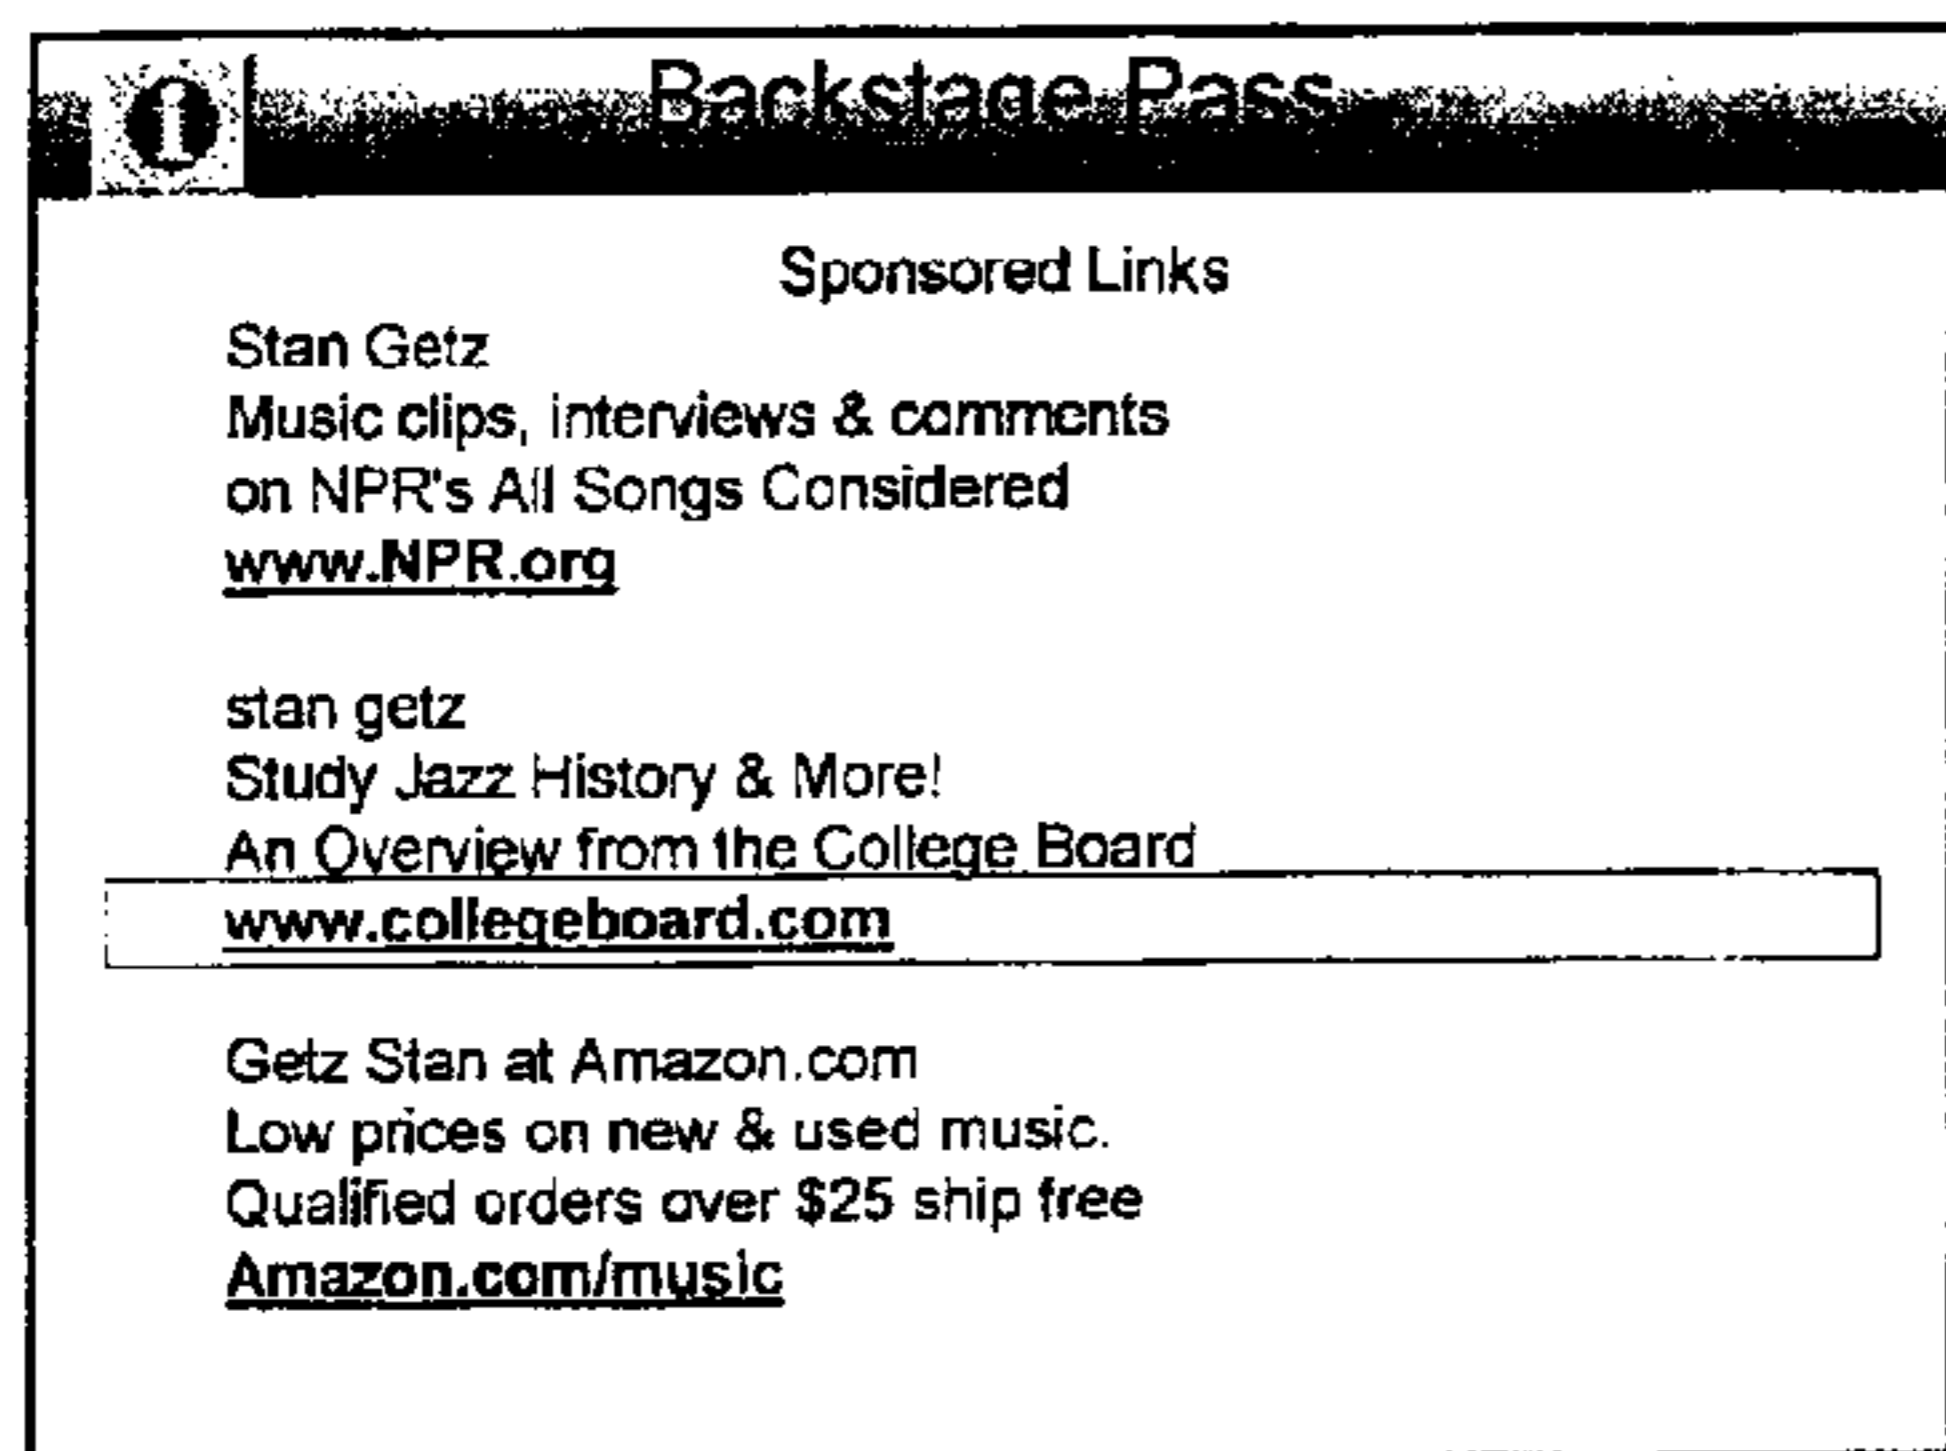 i
Backstage Pass
Sponsored Links
Stan Getz
Music clips, interviews & comments
on NPR's All Songs Considered
www.NPR.org
stan getz
Study Jazz History & More!
An Overview from the College Board
www.collegeboard.com
Getz Stan at Amazon.com
Low prices on new & used music.
Qualified orders over $25 ship free
Amazon.com/music